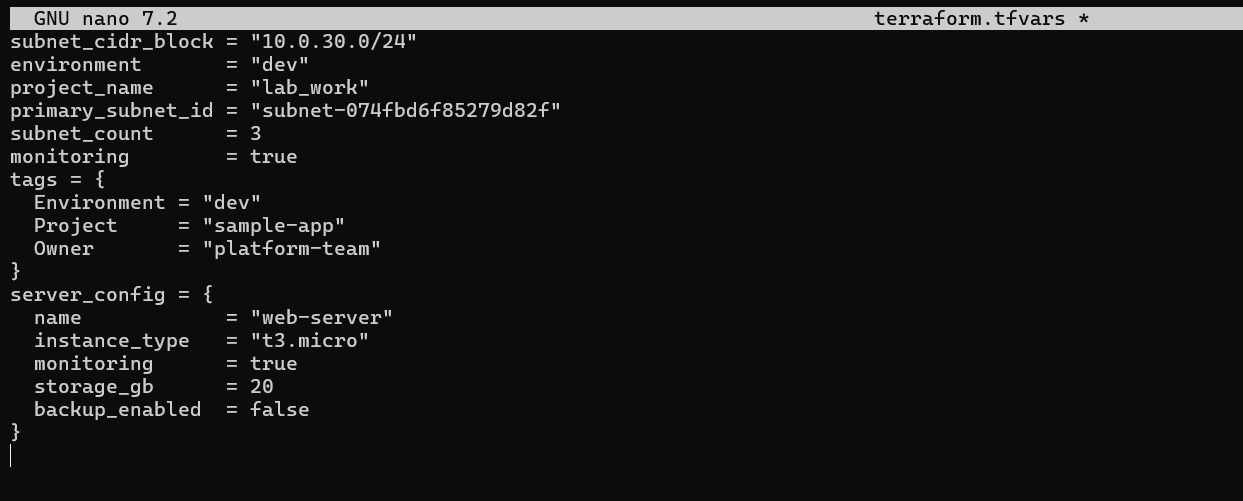 GNU nano 7.2 terraform.tfvars *
subnet_cidr_block = "10.0.30.0/24"
environment       = "dev"
project_name      = "lab_work"
primary_subnet_id = "subnet-074fbd6f85279d82f"
subnet_count      = 3
monitoring        = true
tags = {
  Environment = "dev"
  Project     = "sample-app"
  Owner       = "platform-team"
}
server_config = {
  name            = "web-server"
  instance_type   = "t3.micro"
  monitoring      = true
  storage_gb      = 20
  backup_enabled  = false
}